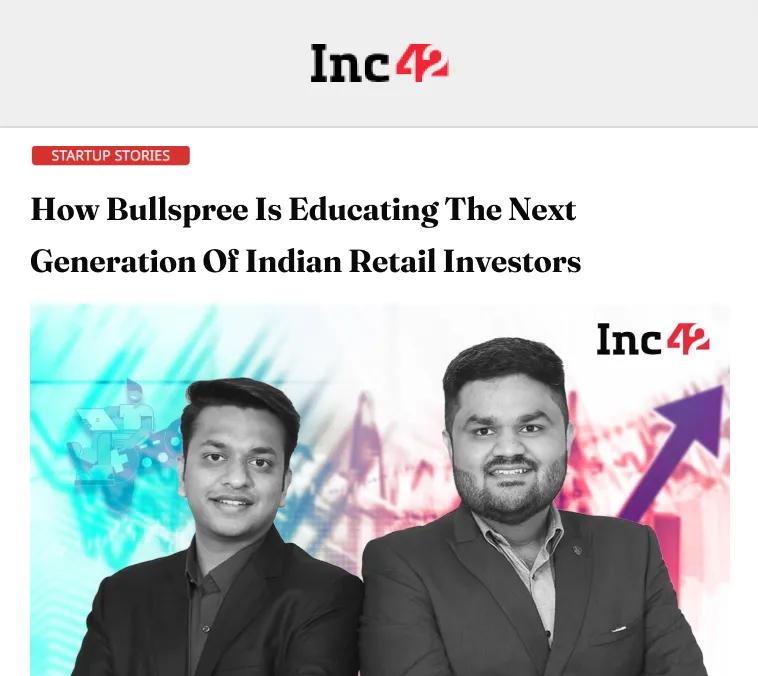 Inc42
STARTUP STORIES
How Bullspree Is Educating The Next
Generation Of Indian Retail Investors
Inc42